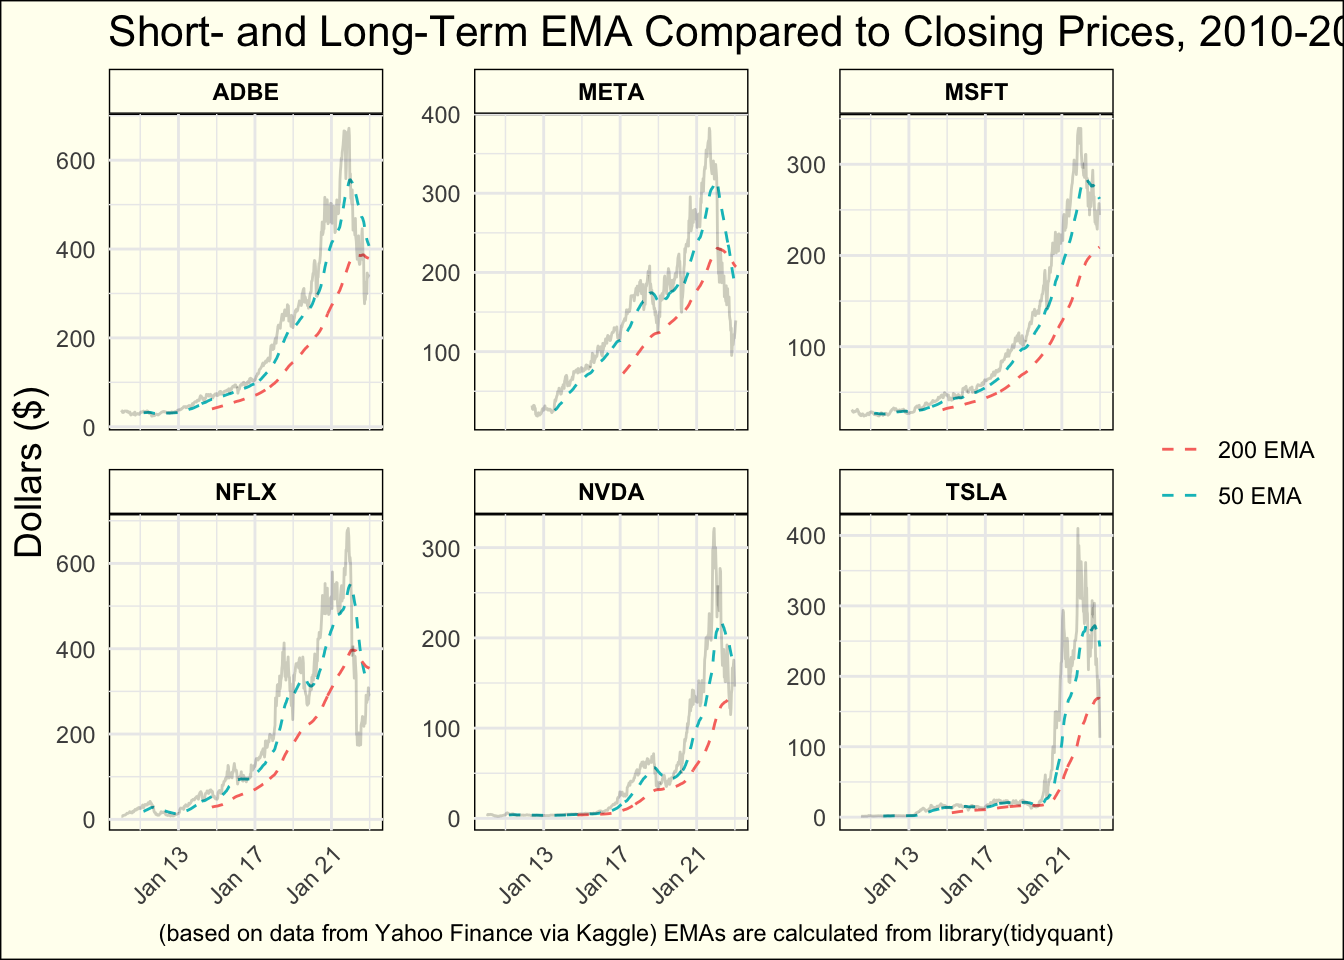 Short- and Long-Term EMA Compared to Closing Prices, 2010-20
ADBE
META
MSFT
600
400
200
0
400
300
200
100
300
200
100
Dollars ($)
200 EMA
50 EMA
NFLX
NVDA
TSLA
600
400
200
0
300
200
100
0
400
300
200
100
0
Jan 13
Jan 17
Jan 21
Jan 13
Jan 17
Jan 21
Jan 13
Jan 17
Jan 21
(based on data from Yahoo Finance via Kaggle) EMAs are calculated from library(tidyquant)